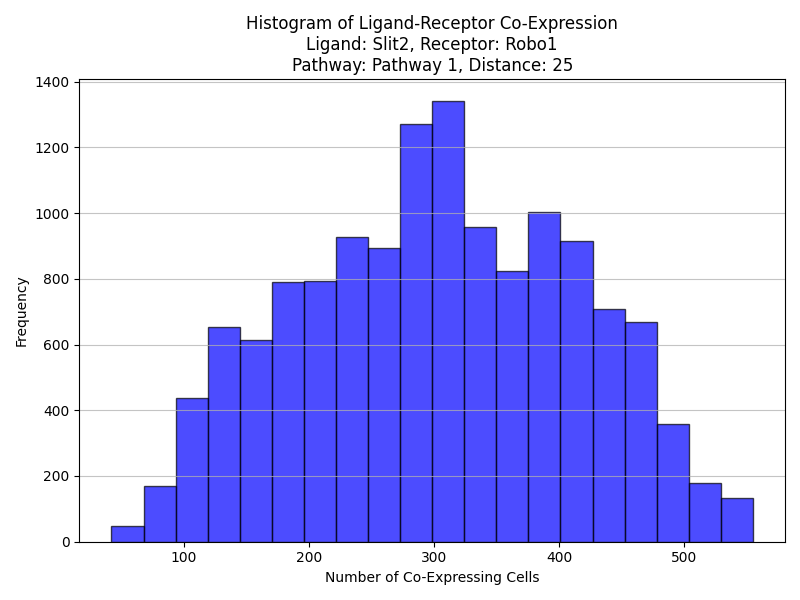 Histogram of Ligand-Receptor Co-Expression
Ligand: Slit2, Receptor: Robo1
Pathway: Pathway 1, Distance: 25
1400
1200
1000
800
600
400
200
0
Frequency
100 200 300 400 500
Number of Co-Expressing Cells